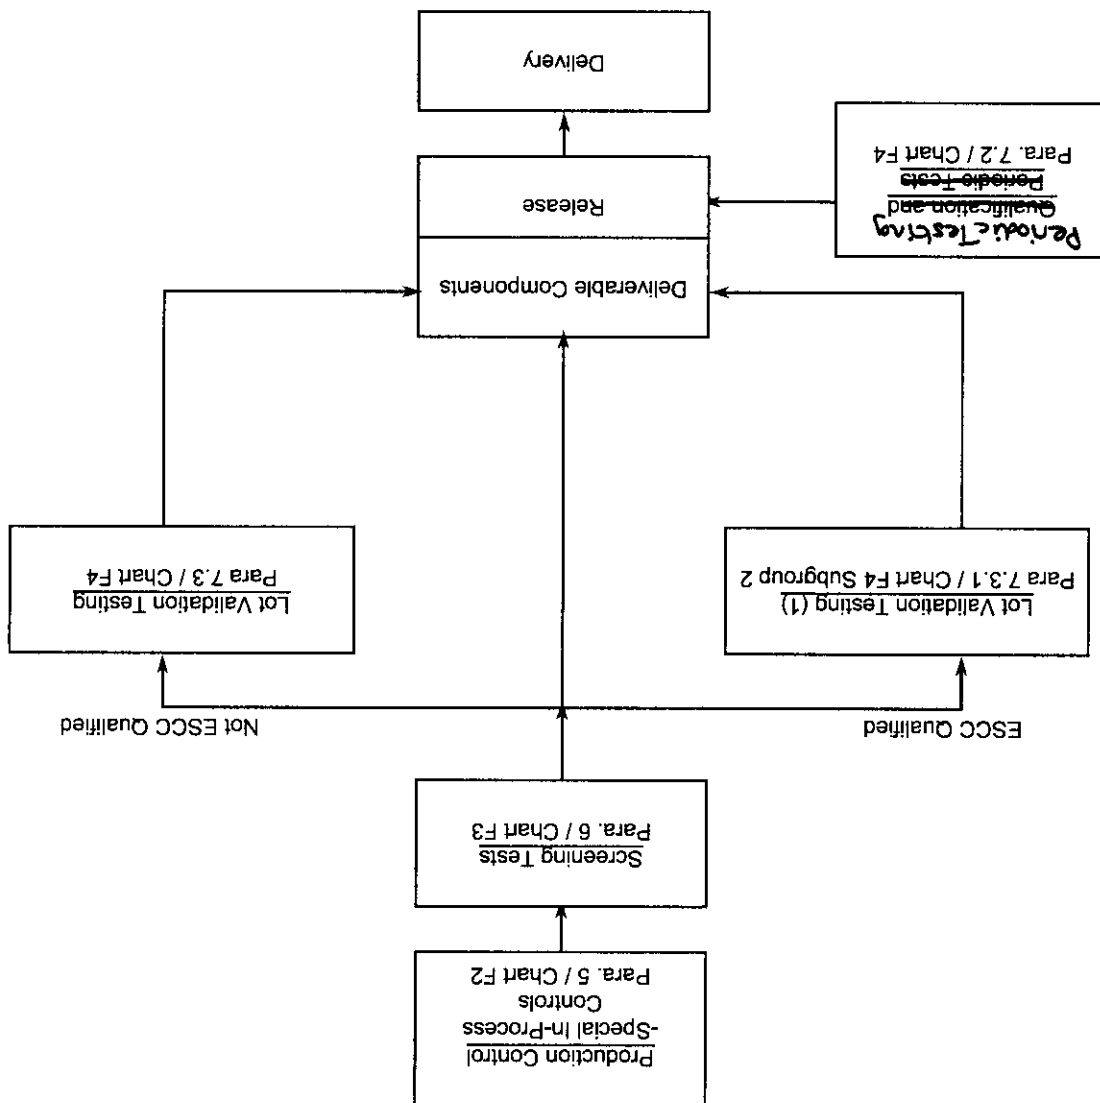 Production Control
-Special In-Process
Controls
Para. 5 / Chart F2
Screening Tests
Para. 6 / Chart F3
ESCC Qualified
Not ESCC Qualified
Lot Validation Testing (1)
Para 7.3.1 / Chart F4 Subgroup 2
Lot Validation Testing
Para 7.3 / Chart F4
Deliverable Components
Periodic Testing
Qualification and
Periodic Tests
Para. 7.2 / Chart F4
Release
Delivery